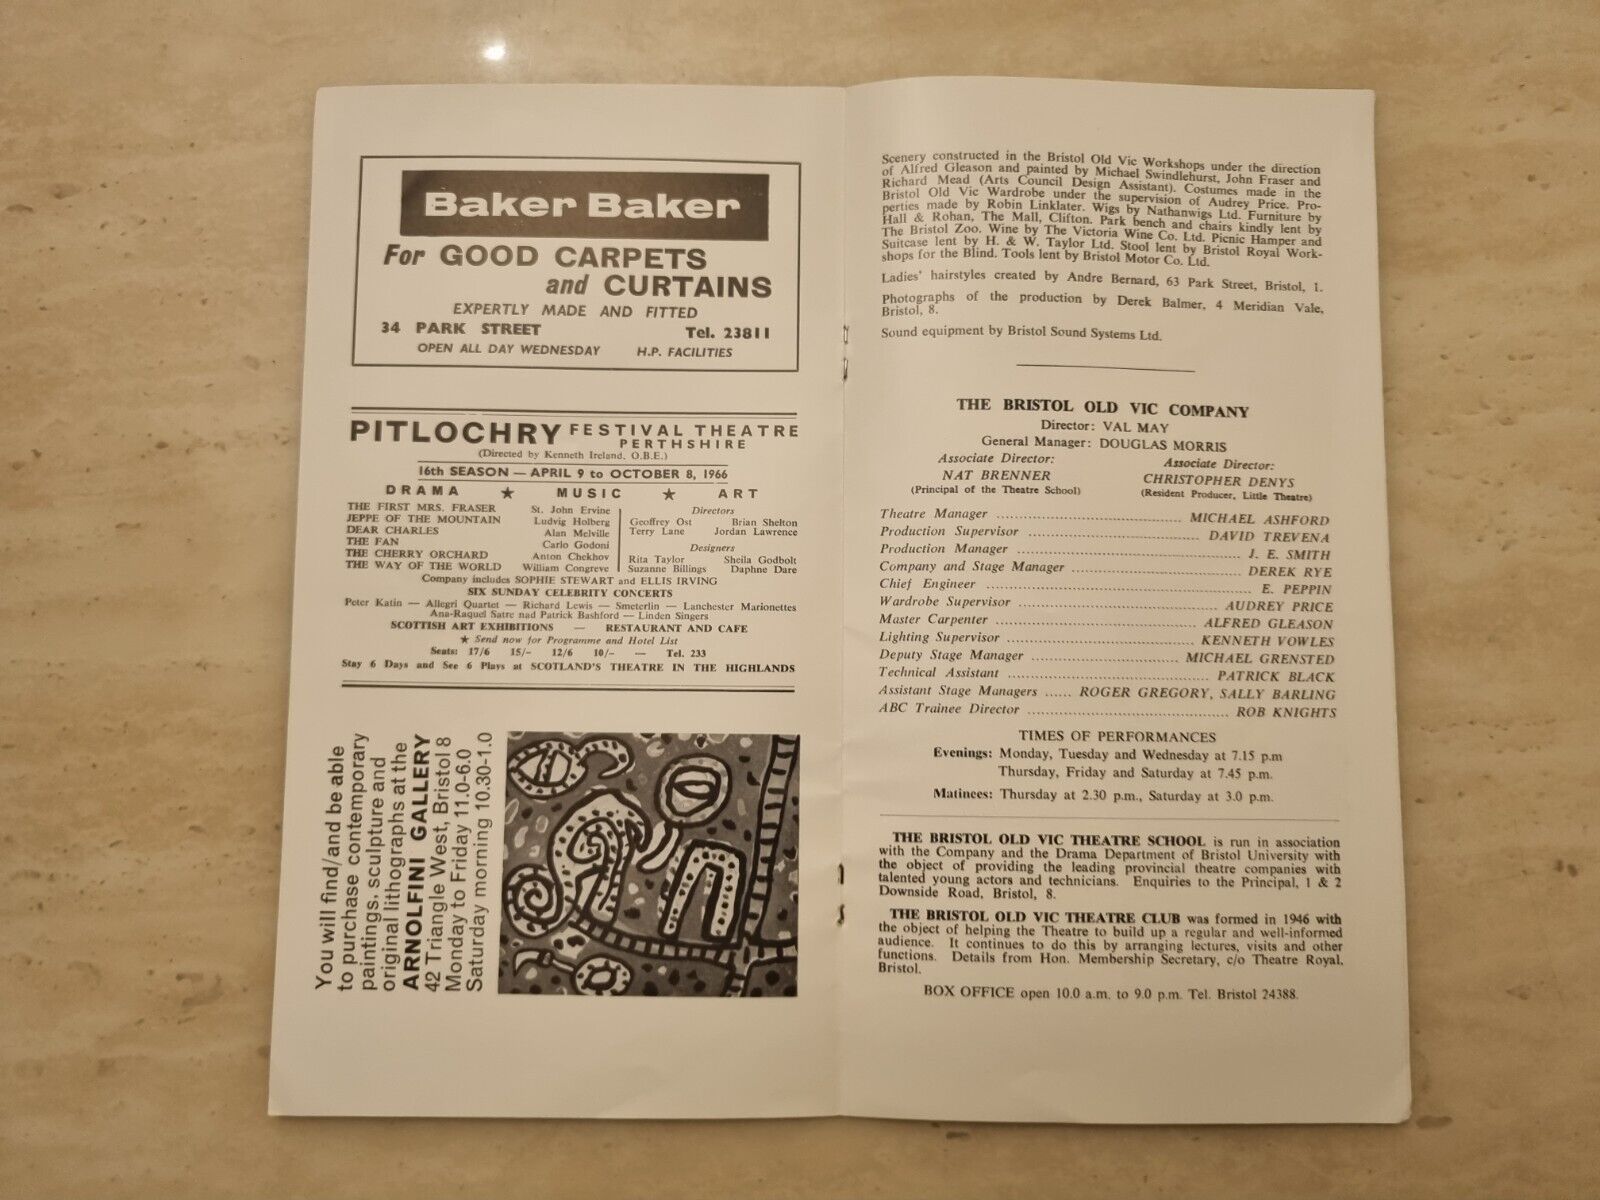 Baker Baker
For GOOD CARPETS
and CURTAINS
EXPERTLY MADE AND FITTED
34 PARK STREET Tel. 23811
OPEN ALL DAY WEDNESDAY H.P. FACILITIES
PITLOCHRY FESTIVAL THEATRE
PERTHSHIRE
(Directed by Kenneth Ireland, O.B.E.)
16th SEASON — APRIL 9 to OCTOBER 8, 1966
DRAMA ★ MUSIC ★ ART
THE FIRST MRS. FRASER St. John Ervine
JEPPE OF THE MOUNTAIN Ludvig Holberg
DEAR CHARLES Alan Melville
THE FAN Carlo Godoni
THE CHERRY ORCHARD Anton Chekhov
THE WAY OF THE WORLD William Congreve
Directors
Geoffrey Ost Brian Shelton
Terry Lane Jordan Lawrence
Designers
Rita Taylor Sheila Godbolt
Suzanne Billings Daphne Dare
Company includes SOPHIE STEWART and ELLIS IRVING
SIX SUNDAY CELEBRITY CONCERTS
Peter Katin — Allegri Quartet — Richard Lewis — Smeterlin — Lanchester Marionettes
Ana-Raquel Satre nad Patrick Bashford — Linden Singers
SCOTTISH ART EXHIBITIONS — RESTAURANT AND CAFE
★ Send now for Programme and Hotel List
Seats: 17/6 15/- 12/6 10/- — Tel. 233
Stay 6 Days and See 6 Plays at SCOTLAND'S THEATRE IN THE HIGHLANDS
You will find/and be able
to purchase contemporary
paintings, sculpture and
original lithographs at the
ARNOLFINI GALLERY
42 Triangle West, Bristol 8
Monday to Friday 11.0-6.0
Saturday morning 10.30-1.0
Scenery constructed in the Bristol Old Vic Workshops under the direction
of Alfred Gleason and painted by Michael Swindlehurst, John Fraser and
Richard Mead (Arts Council Design Assistant). Costumes made in the
Bristol Old Vic Wardrobe under the supervision of Audrey Price. Pro-
perties made by Robin Linklater. Wigs by Nathanwigs Ltd. Furniture by
Hall & Rohan, The Mall, Clifton. Park bench and chairs kindly lent by
The Bristol Zoo. Wine by The Victoria Wine Co. Ltd. Picnic Hamper and
Suitcase lent by H. & W. Taylor Ltd. Stool lent by Bristol Royal Work-
shops for the Blind. Tools lent by Bristol Motor Co. Ltd.
Ladies' hairstyles created by Andre Bernard, 63 Park Street, Bristol, 1.
Photographs of the production by Derek Balmer, 4 Meridian Vale,
Bristol, 8.
Sound equipment by Bristol Sound Systems Ltd.
THE BRISTOL OLD VIC COMPANY
Director: VAL MAY
General Manager: DOUGLAS MORRIS
Associate Director:
NAT BRENNER
(Principal of the Theatre School)
Associate Director:
CHRISTOPHER DENYS
(Resident Producer, Little Theatre)
Theatre Manager ........ MICHAEL ASHFORD
Production Supervisor ........ DAVID TREVENA
Production Manager ........ J. E. SMITH
Company and Stage Manager ........ DEREK RYE
Chief Engineer ........ E. PEPPIN
Wardrobe Supervisor ........ AUDREY PRICE
Master Carpenter ........ ALFRED GLEASON
Lighting Supervisor ........ KENNETH VOWLES
Deputy Stage Manager ........ MICHAEL GRENSTED
Technical Assistant ........ PATRICK BLACK
Assistant Stage Managers ...... ROGER GREGORY, SALLY BARLING
ABC Trainee Director ........ ROB KNIGHTS
TIMES OF PERFORMANCES
Evenings: Monday, Tuesday and Wednesday at 7.15 p.m
Thursday, Friday and Saturday at 7.45 p.m.
Matinees: Thursday at 2.30 p.m., Saturday at 3.0 p.m.
THE BRISTOL OLD VIC THEATRE SCHOOL is run in association
with the Company and the Drama Department of Bristol University with
the object of providing the leading provincial theatre companies with
talented young actors and technicians. Enquiries to the Principal, 1 & 2
Downside Road, Bristol, 8.
THE BRISTOL OLD VIC THEATRE CLUB was formed in 1946 with
the object of helping the Theatre to build up a regular and well-informed
audience. It continues to do this by arranging lectures, visits and other
functions. Details from Hon. Membership Secretary, c/o Theatre Royal,
Bristol.
BOX OFFICE open 10.0 a.m. to 9.0 p.m. Tel. Bristol 24388.